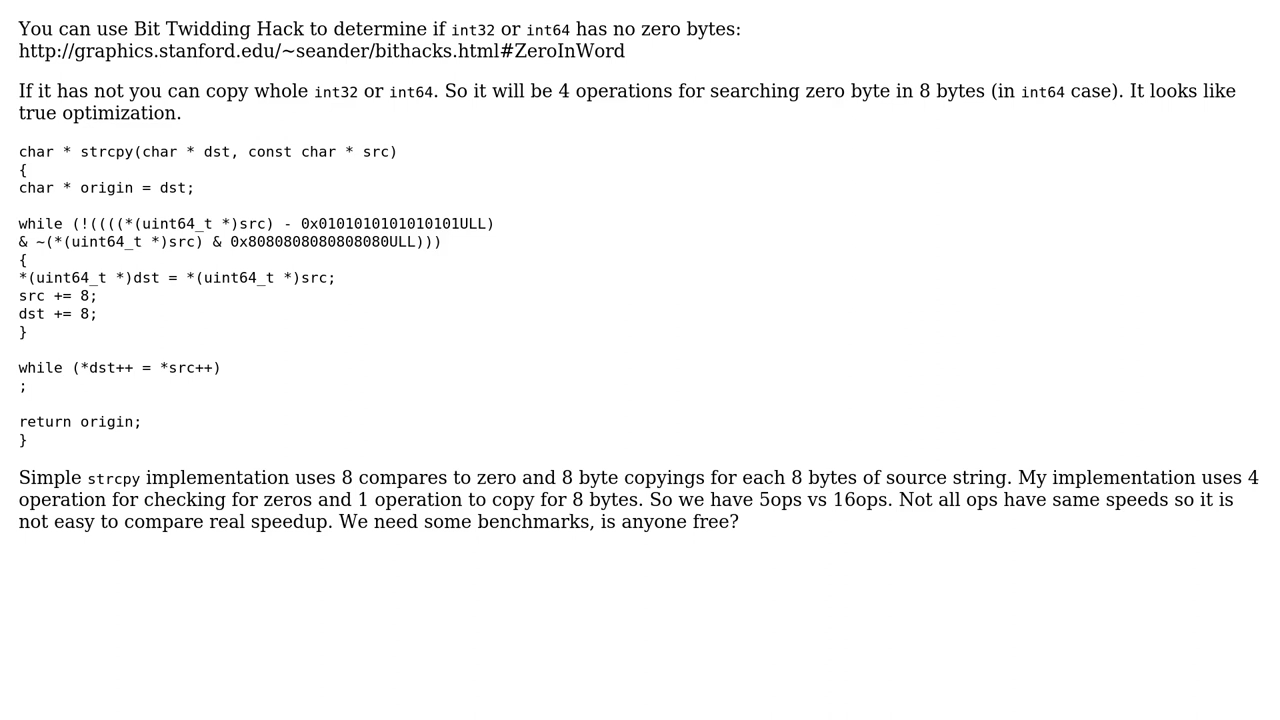 You can use Bit Twidding Hack to determine if int32 or int64 has no zero bytes:
http://graphics.stanford.edu/~seander/bithacks.html#ZeroInWord
If it has not you can copy whole int32 or int64. So it will be 4 operations for searching zero byte in 8 bytes (in int64 case). It looks like
true optimization.
char * strcpy(char * dst, const char * src)
{
char * origin = dst;
while (!((((*(uint64_t *)src) - 0x0101010101010101ULL)
& ~(*(uint64_t *)src) & 0x8080808080808080ULL)))
{
*(uint64_t *)dst = *(uint64_t *)src;
src += 8;
dst += 8;
}
while (*dst++ = *src++)
;
return origin;
}
Simple strcpy implementation uses 8 compares to zero and 8 byte copyings for each 8 bytes of source string. My implementation uses 4
operation for checking for zeros and 1 operation to copy for 8 bytes. So we have 5ops vs 16ops. Not all ops have same speeds so it is
not easy to compare real speedup. We need some benchmarks, is anyone free?